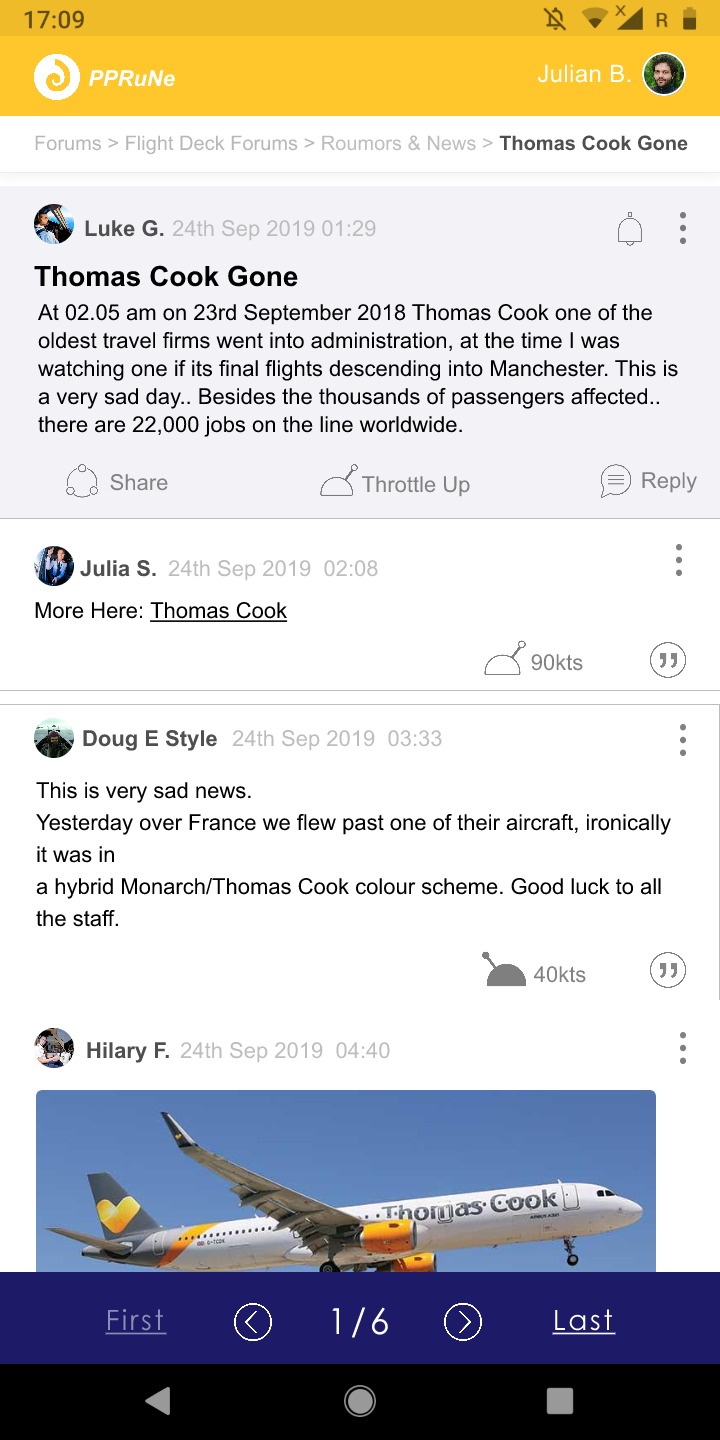 17:09
R
PPRuNe
Julian B.
Forums > Flight Deck Forums > Roumors & News > Thomas Cook Gone
Luke G. 24th Sep 2019 01:29
Thomas Cook Gone
At 02.05 am on 23rd September 2018 Thomas Cook one of the
oldest travel firms went into administration, at the time I was
watching one if its final flights descending into Manchester. This is
a very sad day.. Besides the thousands of passengers affected..
there are 22,000 jobs on the line worldwide.
Share
Throttle Up
Reply
Julia S. 24th Sep 2019 02:08
More Here: Thomas Cook
90kts
Doug E Style 24th Sep 2019 03:33
This is very sad news.
Yesterday over France we flew past one of their aircraft, ironically
it was in
a hybrid Monarch/Thomas Cook colour scheme. Good luck to all
the staff.
40kts
Hilary F. 24th Sep 2019 04:40
Thomas Cook
First
1/6
Last